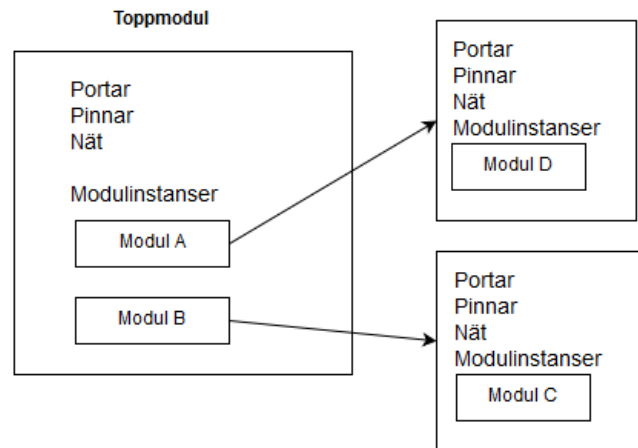 Toppmodul
Portar
Pinnar
Nät
Modulinstanser
Modul A
Modul B
Portar
Pinnar
Nät
Modulinstanser
Modul D
Portar
Pinnar
Nät
Modulinstanser
Modul C